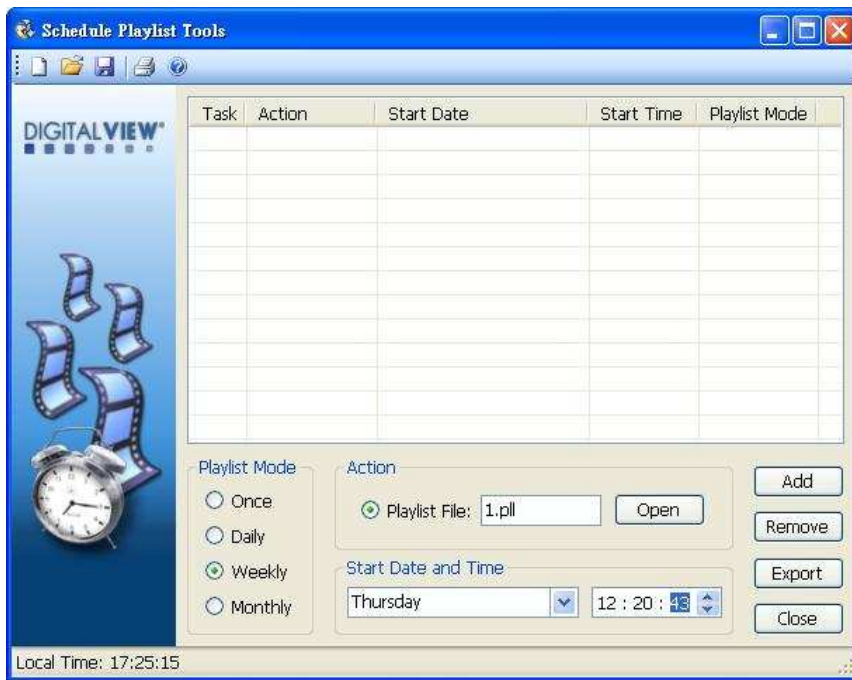 Schedule Playlist Tools
DIGITALVIEW®
Task Action Start Date Start Time Playlist Mode
Playlist Mode
Once
Daily
Weekly
Monthly
Action
Playlist File: 1.pll Open
Start Date and Time
Thursday 12 : 20 : 43
Add
Remove
Export
Close
Local Time: 17:25:15